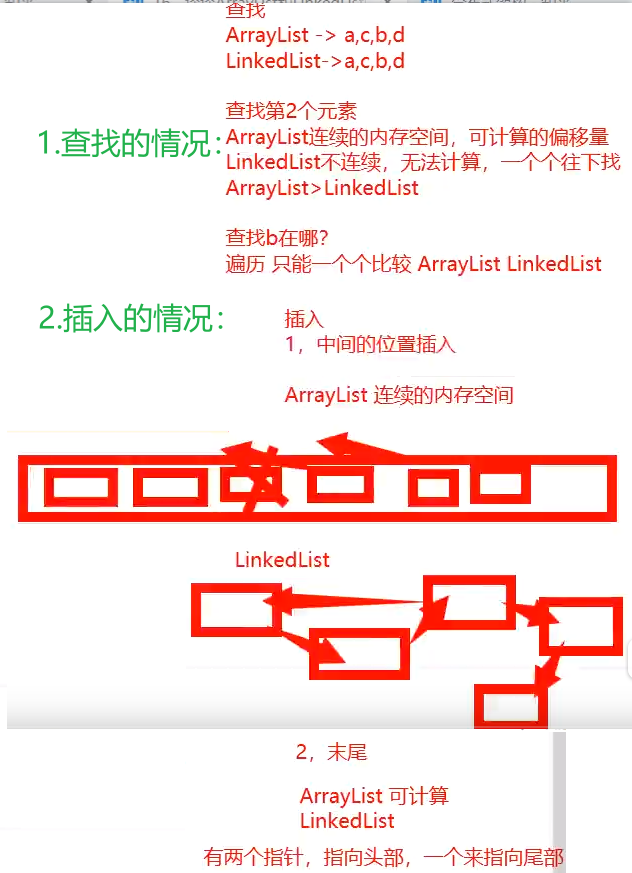 查找
ArrayList -> a,c,b,d
LinkedList->a,c,b,d
查找第2个元素
1.查找的情况：
ArrayList连续的内存空间，可计算的偏移量
LinkedList不连续，无法计算，一个个往下找
ArrayList>LinkedList
查找b在哪?
遍历 只能一个个比较 ArrayList LinkedList
2.插入的情况：
插入
1，中间的位置插入
ArrayList 连续的内存空间
LinkedList
2，末尾
ArrayList 可计算
LinkedList
有两个指针，指向头部，一个来指向尾部